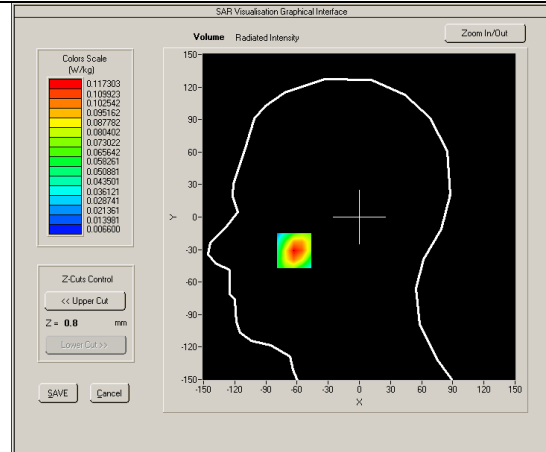 SAR Visualisation Graphical Interface
Volume Radiated Intensity
Zoom In/Out
Colors Scale
(W/kg)
0.117303
0.109923
0.102542
0.095162
0.087782
0.080402
0.073022
0.065642
0.058261
0.050881
0.043501
0.036121
0.028741
0.021361
0.013981
0.006600
Z-Cuts Control
<< Upper Cut
Z = 0.8 mm
Lower Cut >>
SAVE Cancel
150
120
90
60
30
0
-30
-60
-90
-120
-150
Y
-150 -120 -90 -60 -30 0 30 60 90 120 150
X